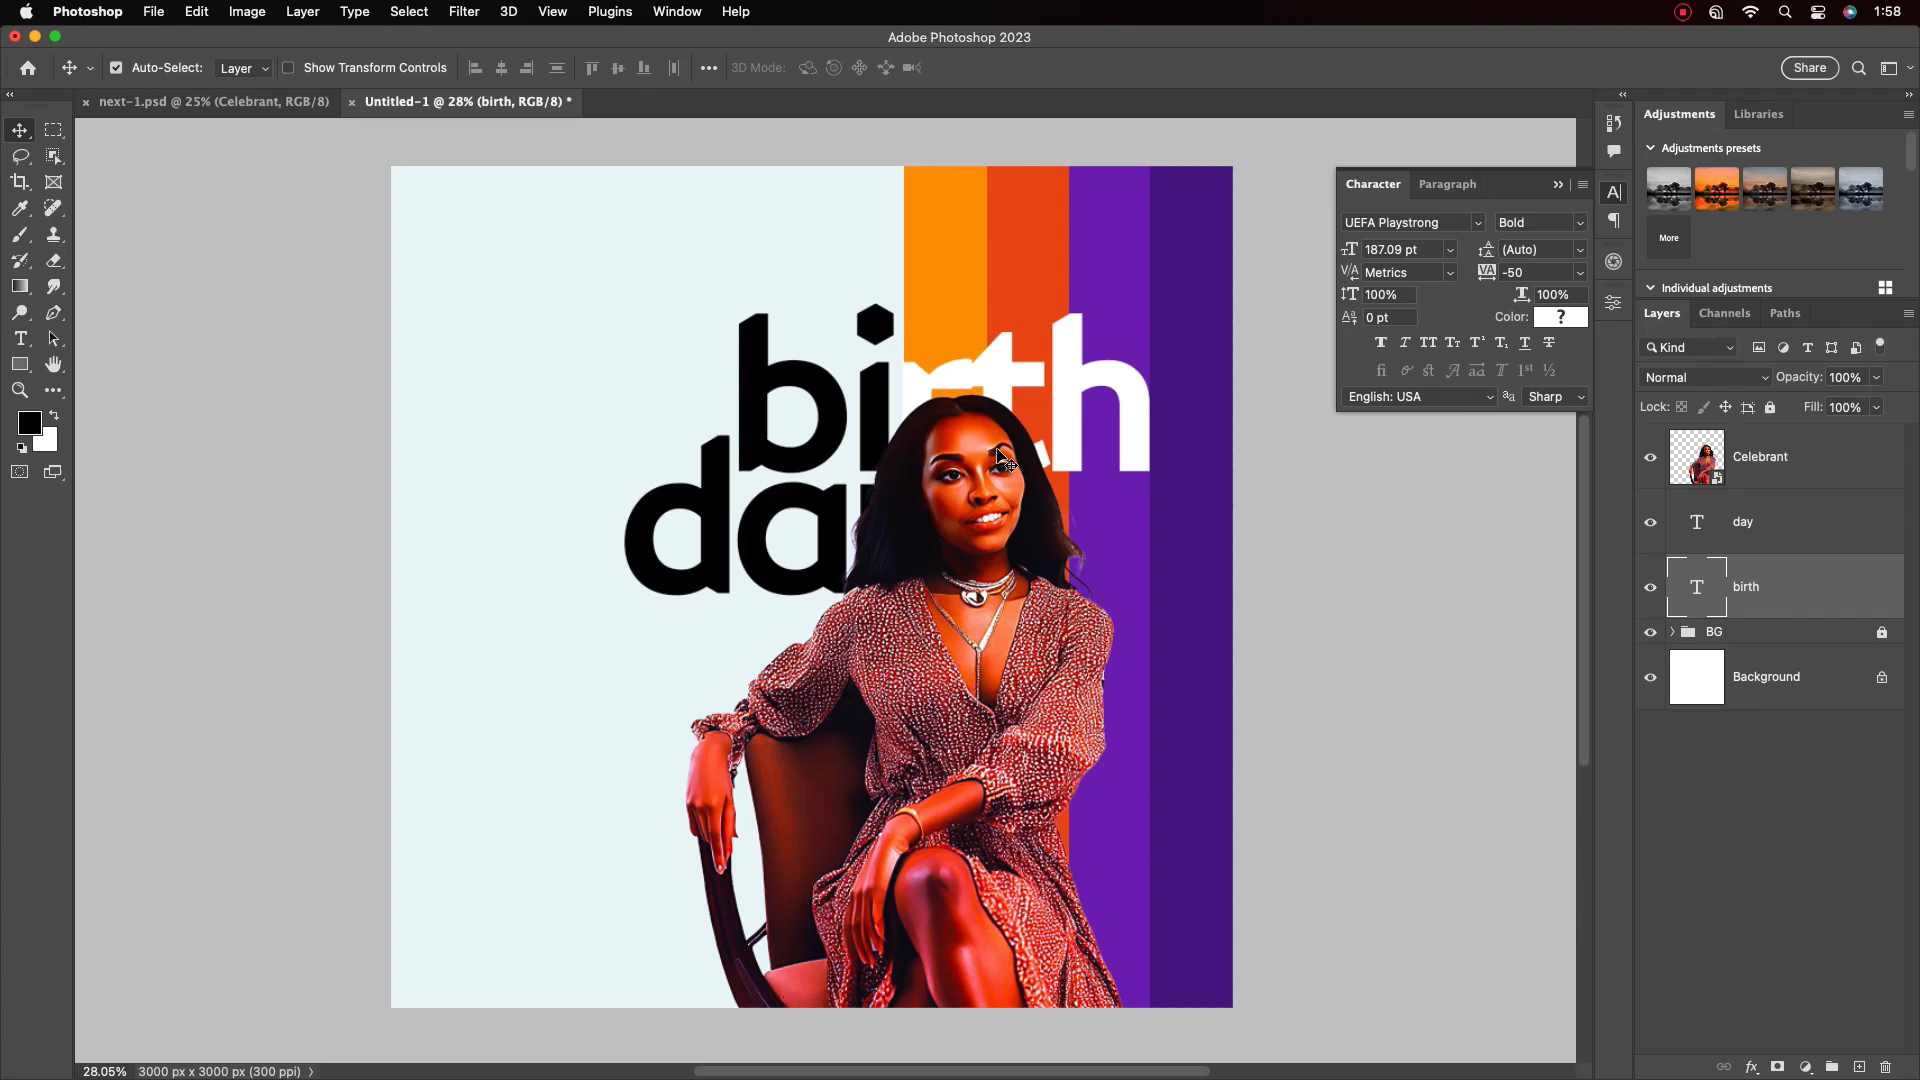 Photoshop File Edit Image Layer Type Select Filter 3D View Plugins Window Help 1:58
Adobe Photoshop 2023
Auto-Select: Layer Show Transform Controls 3D Mode: Share
next-1.psd @ 25% (Celebrant, RGB/8) Untitled-1 @ 28% (birth, RGB/8) *
birth
day
Character Paragraph
UEFA Playstrong Bold
187.09 pt (Auto)
Metrics -50
100% 100%
0 pt Color: ?
English: USA Sharp
Adjustments Libraries
Adjustments presets
More
Individual adjustments
Layers Channels Paths
Kind
Normal Opacity: 100%
Lock: Fill: 100%
Celebrant
day
birth
BG
Background
28.05% 3000 px x 3000 px (300 ppi)